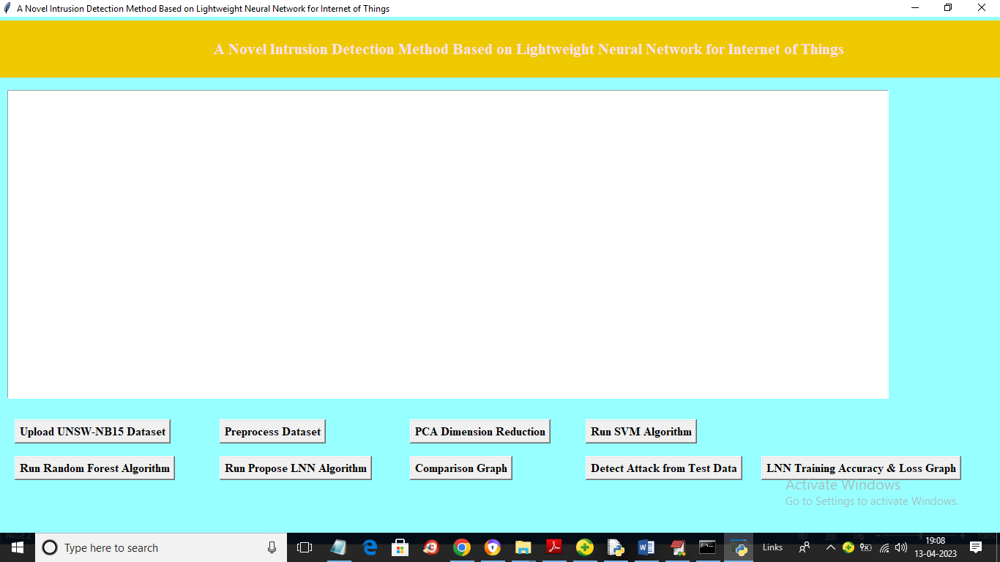 A Novel Intrusion Detection Method Based on Lightweight Neural Network for Internet of Things
A Novel Intrusion Detection Method Based on Lightweight Neural Network for Internet of Things
Upload UNSW-NB15 Dataset
Preprocess Dataset
PCA Dimension Reduction
Run SVM Algorithm
Run Random Forest Algorithm
Run Propose LNN Algorithm
Comparison Graph
Detect Attack from Test Data
LNN Training Accuracy & Loss Graph
Activate Windows
Go to Settings to activate Windows.
PAGE 2
108%
Type here to search
Links
19:08
13-04-2023